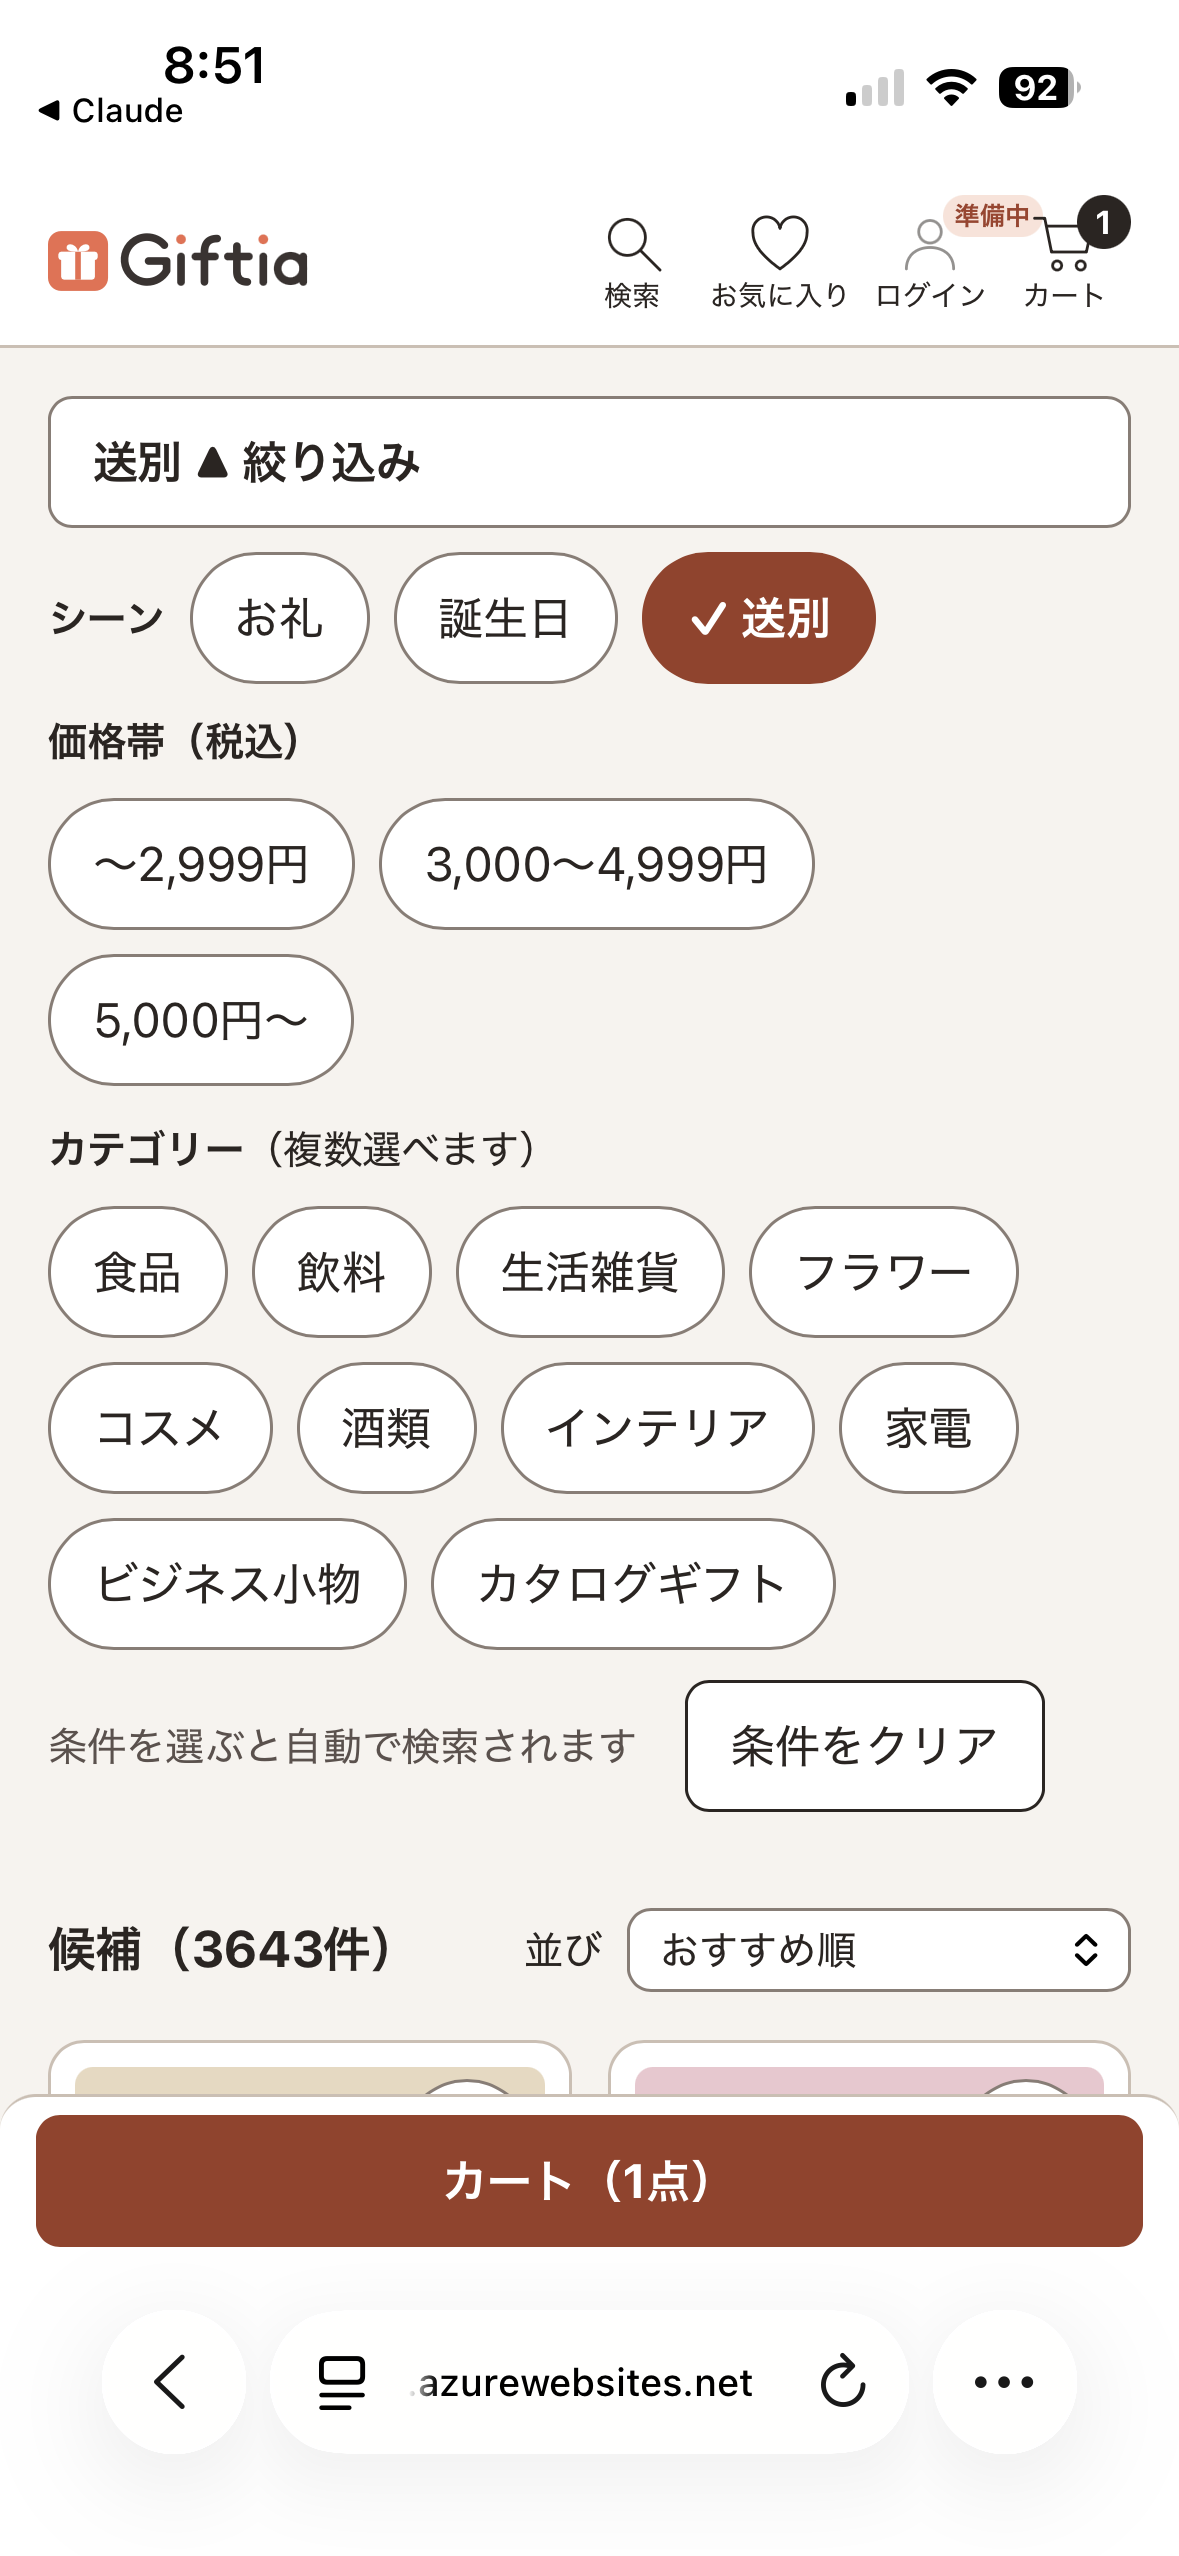 8:51
◀ Claude
92
Giftia
検索
お気に入り
準備中
ログイン
1
カート
送別 ▲ 絞り込み
シーン お礼 誕生日 ✓ 送別
価格帯（税込）
〜2,999円 3,000〜4,999円
5,000円〜
カテゴリー（複数選べます）
食品 飲料 生活雑貨 フラワー
コスメ 酒類 インテリア 家電
ビジネス小物 カタログギフト
条件を選ぶと自動で検索されます 条件をクリア
候補（3643件） 並び おすすめ順
カート（1点）
.azurewebsites.net